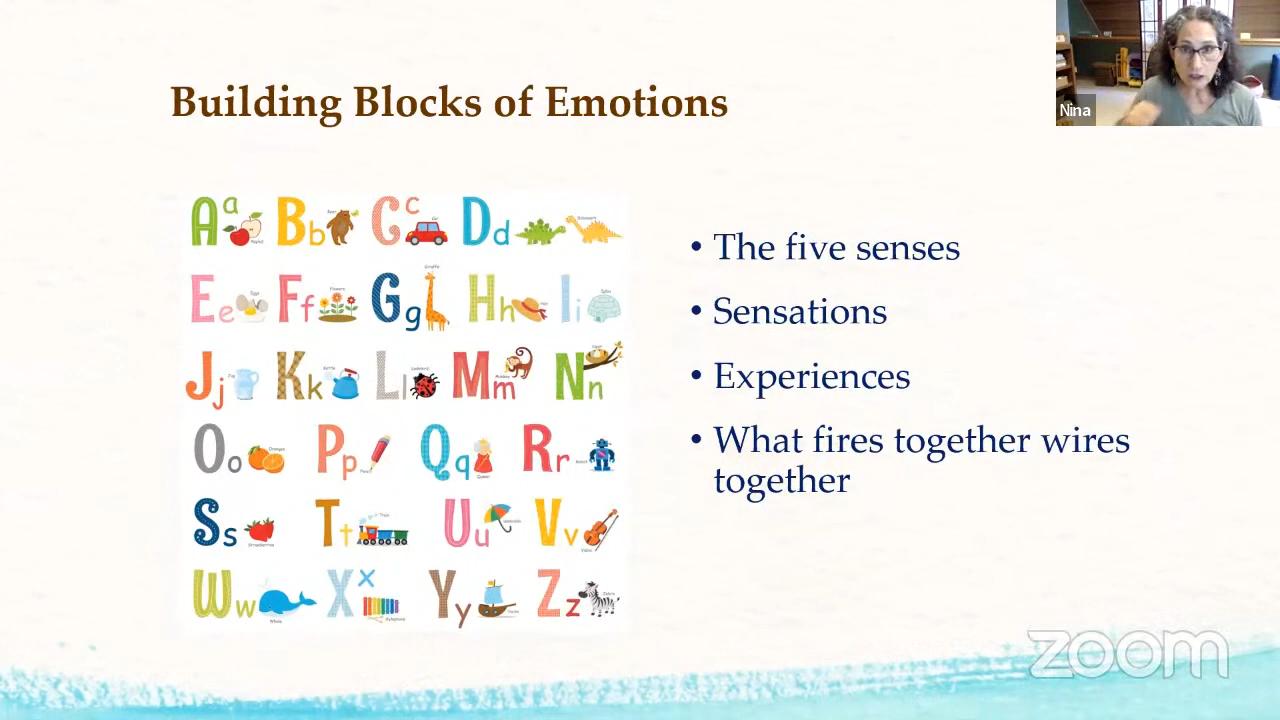 Building Blocks of Emotions
Nina
Aa Bb Cc Dd
Ee Ff Gg Hh Ii
Jj Kk Ll Mm Nn
Oo Pp Qq Rr
Ss Tt Uu Vv
Ww X x Yy Zz
• The five senses
• Sensations
• Experiences
• What fires together wires
together
zoom